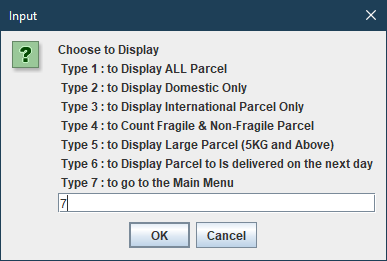 Input
Choose to Display
Type 1 : to Display ALL Parcel
Type 2 : to Display Domestic Only
Type 3 : to Display International Parcel Only
Type 4 : to Count Fragile & Non-Fragile Parcel
Type 5 : to Display Large Parcel (5KG and Above)
Type 6 : to Display Parcel to Is delivered on the next day
Type 7 : to go to the Main Menu
7
OK Cancel